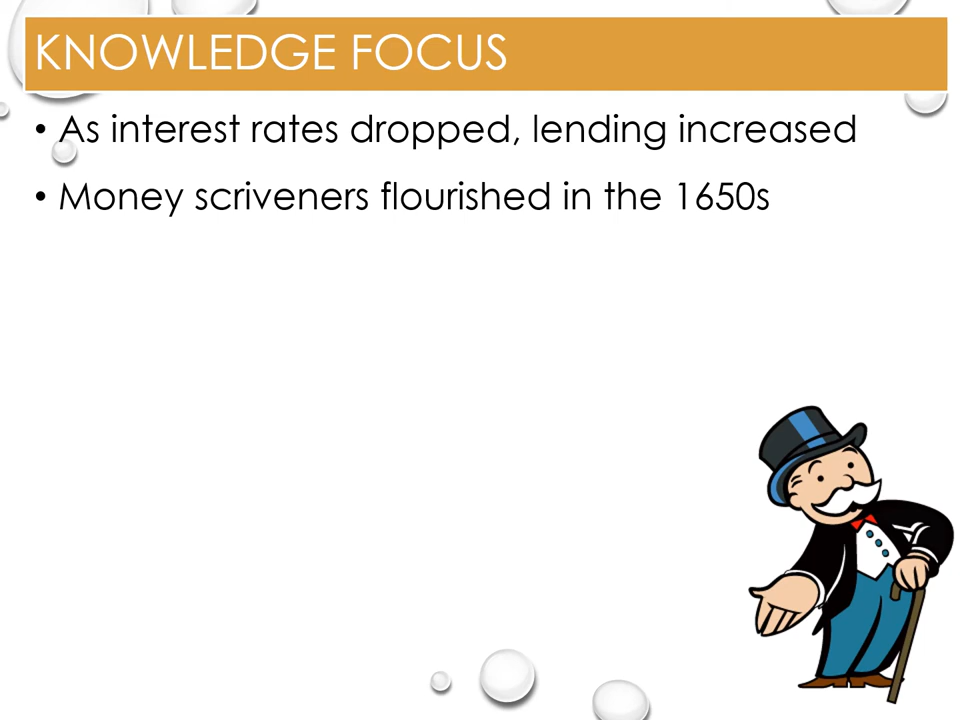 KNOWLEDGE FOCUS
• As interest rates dropped, lending increased
• Money scriveners flourished in the 1650s